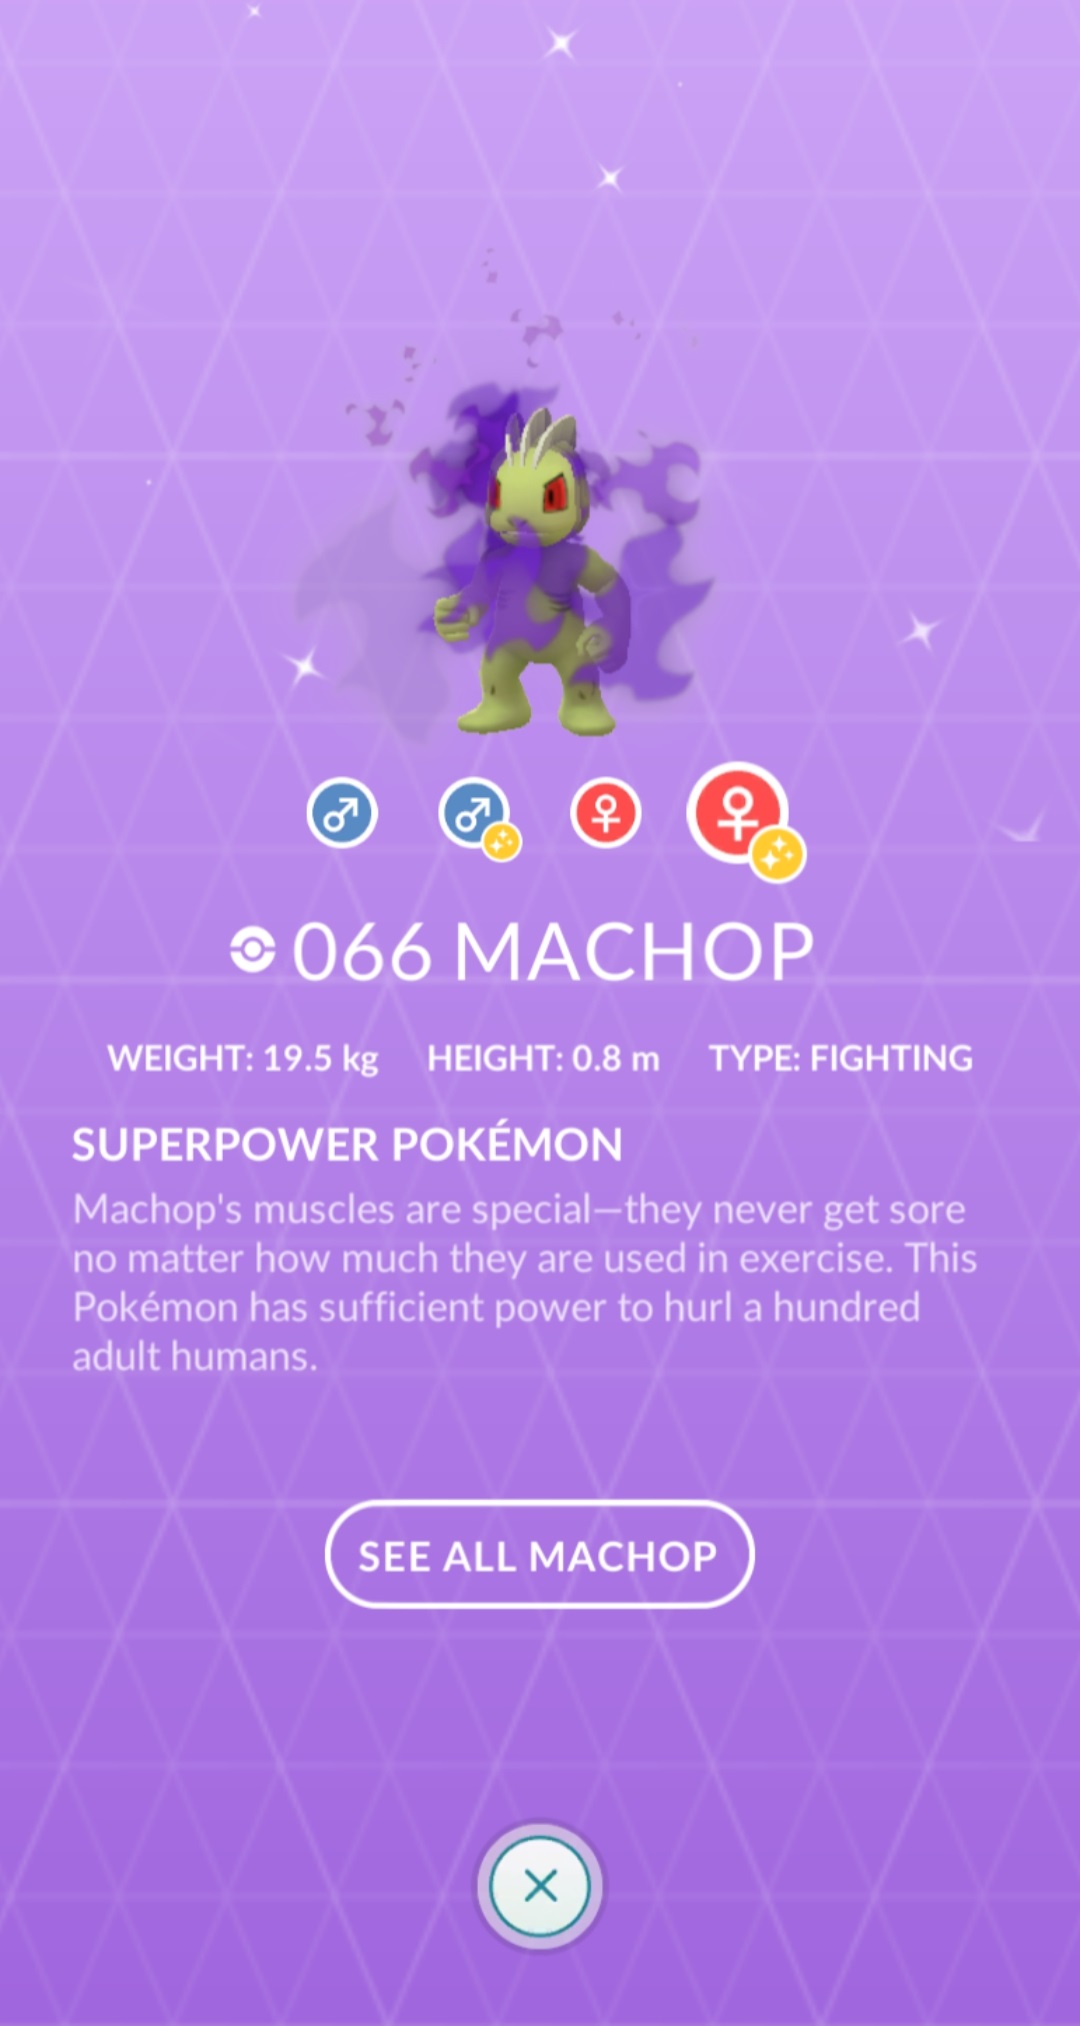 066 MACHOP
WEIGHT: 19.5 kg HEIGHT: 0.8 m TYPE: FIGHTING
SUPERPOWER POKÉMON
Machop's muscles are special—they never get sore
no matter how much they are used in exercise. This
Pokémon has sufficient power to hurl a hundred
adult humans.
SEE ALL MACHOP